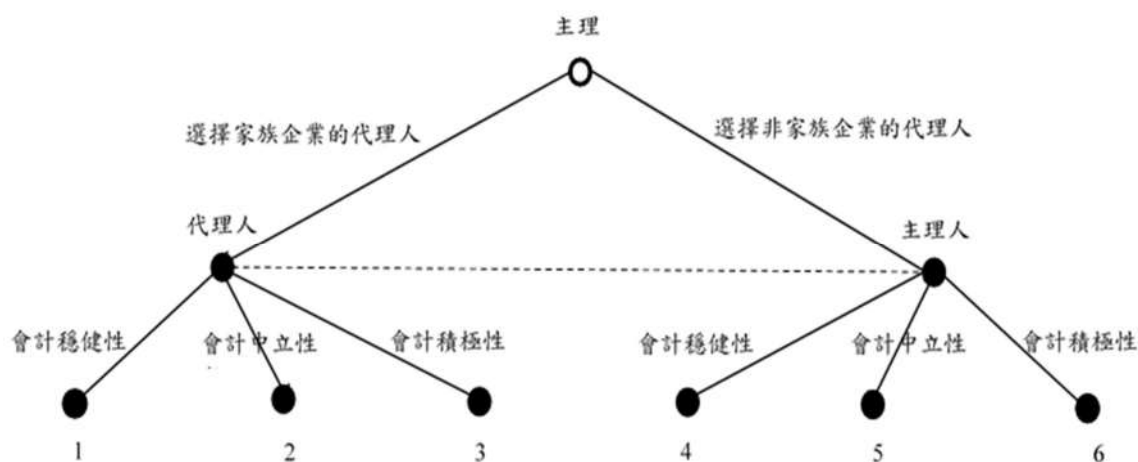 主理
選擇家族企業的代理人
選擇非家族企業的代理人
代理人
主理人
會計穩健性
會計中立性
會計積極性
會計穩健性
會計中立性
會計積極性
1
2
3
4
5
6